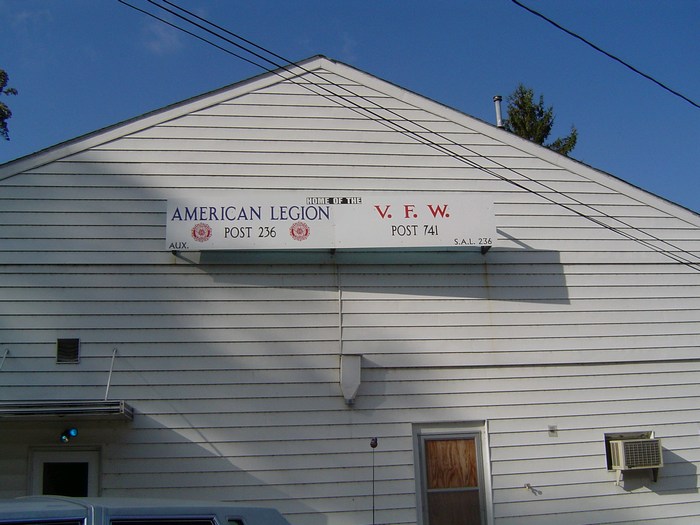 HOME OF THE
AMERICAN LEGION V. F. W.
POST 236 POST 741
AUX. S.A.L. 236